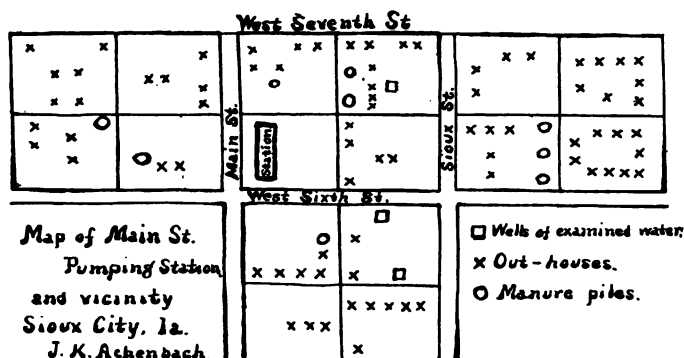 West Seventh St
Main St.
Station
Sioux St.
West Sixth St.
Map of Main St.
Pumping Station
and vicinity
Sioux City, Ia.
J. K. Achenbach
Wells of examined water.
Out-houses.
Manure piles.